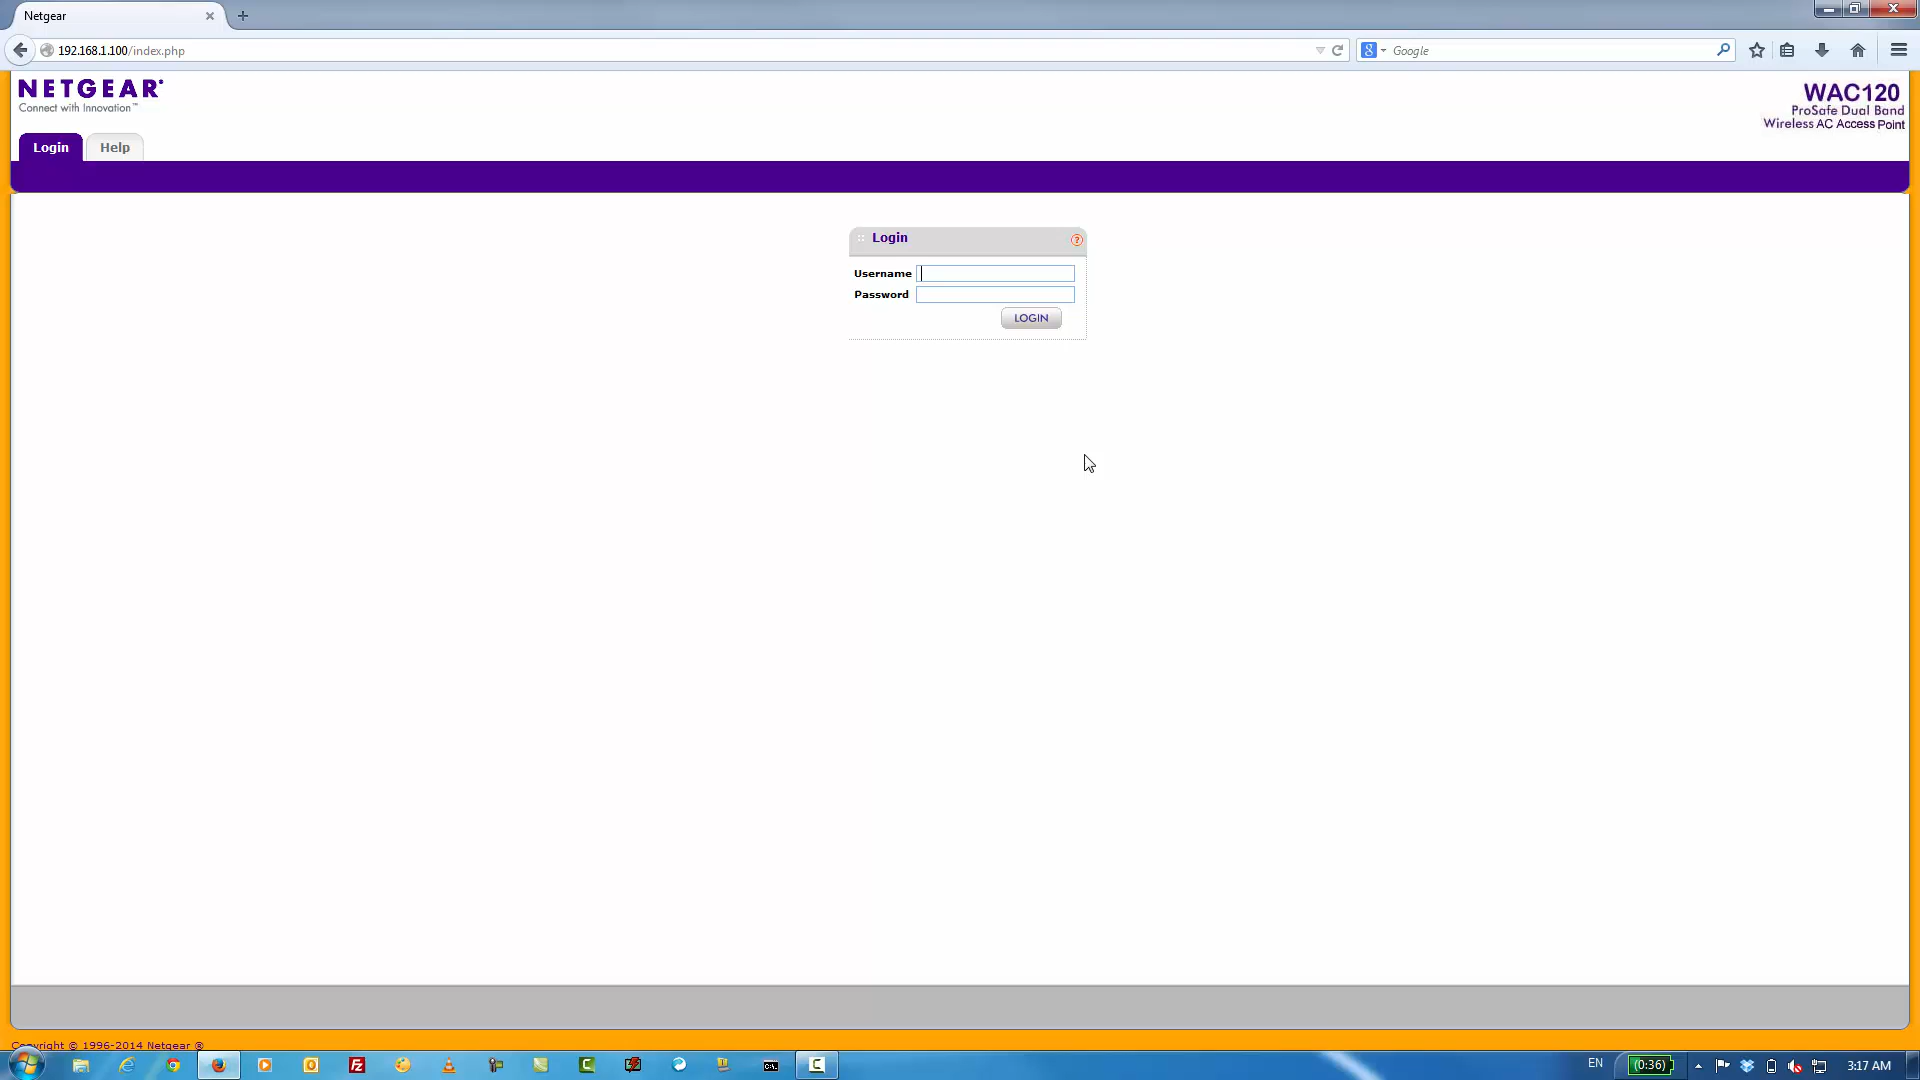 Netgear
192.168.1.100/index.php
Google
NETGEAR®
Connect with Innovation™
WAC120
ProSafe Dual Band
Wireless AC Access Point
Login
Help
Login
Username
Password
LOGIN
Copyright © 1996-2014 Netgear ®
EN
(0:36)
3:17 AM